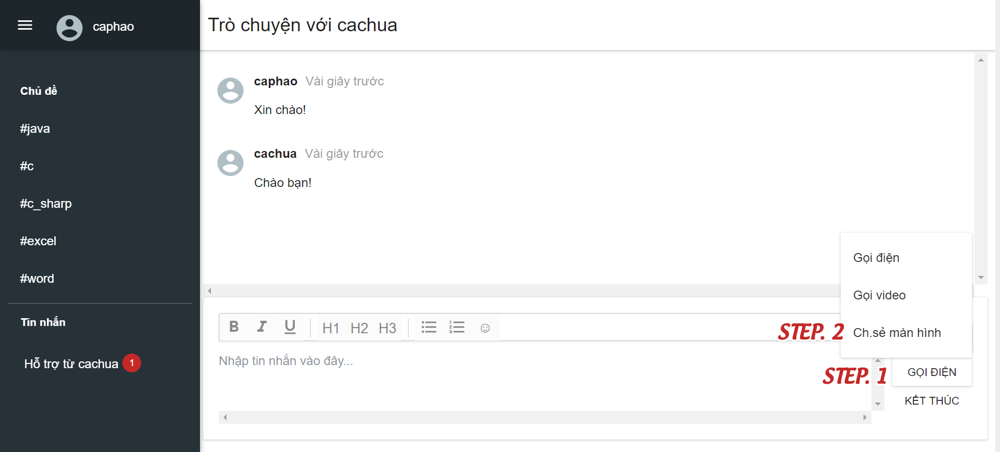 caphao
Chủ đề
#java
#c
#c_sharp
#excel
#word
Tin nhắn
Hỗ trợ từ cachua 1
Trò chuyện với cachua
caphao Vài giây trước
Xin chào!
cachua Vài giây trước
Chào bạn!
Gọi điện
Gọi video
STEP. 2 Ch.sẻ màn hình
B I U H1 H2 H3
Nhập tin nhắn vào đây...
STEP. 1 GỌI ĐIỆN
KẾT THÚC